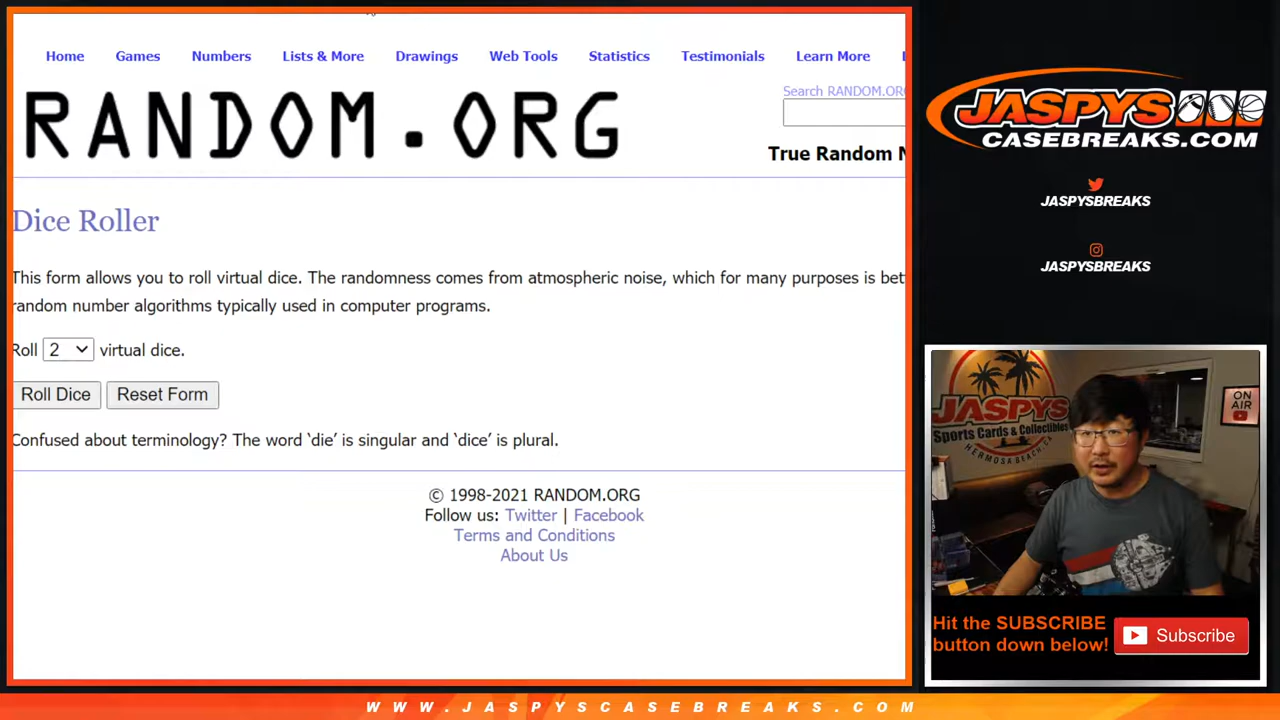 Home Games Numbers Lists & More Drawings Web Tools Statistics Testimonials Learn More
RANDOM.ORG
Search RANDOM.ORG
True Random N
Dice Roller
This form allows you to roll virtual dice. The randomness comes from atmospheric noise, which for many purposes is bet
random number algorithms typically used in computer programs.
Roll 2 virtual dice.
Roll Dice Reset Form
Confused about terminology? The word ‘die’ is singular and ‘dice’ is plural.
© 1998-2021 RANDOM.ORG
Follow us: Twitter | Facebook
Terms and Conditions
About Us
JASPYS
CASEBREAKS.COM
JASPYSBREAKS
JASPYSBREAKS
JASPYS
Sports Cards & Collectibles
HERMOSA BEACH, CA
ON
AIR
Hit the SUBSCRIBE
button down below!
Subscribe
WWW.JASPYSCASEBREAKS.COM